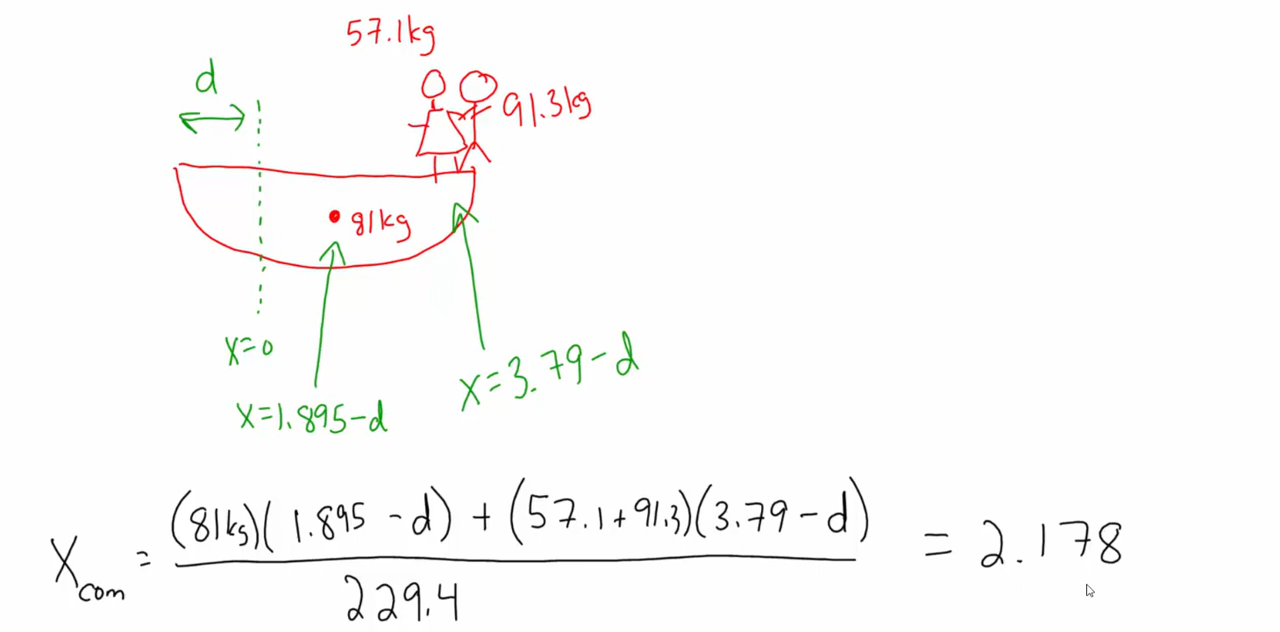 57.1kg
d
91.3kg
81kg
x=0
x=3.79-d
x=1.895-d
Xcom = (81kg)(1.895 - d) + (57.1+91.3)(3.79 - d) / 229.4 = 2.178